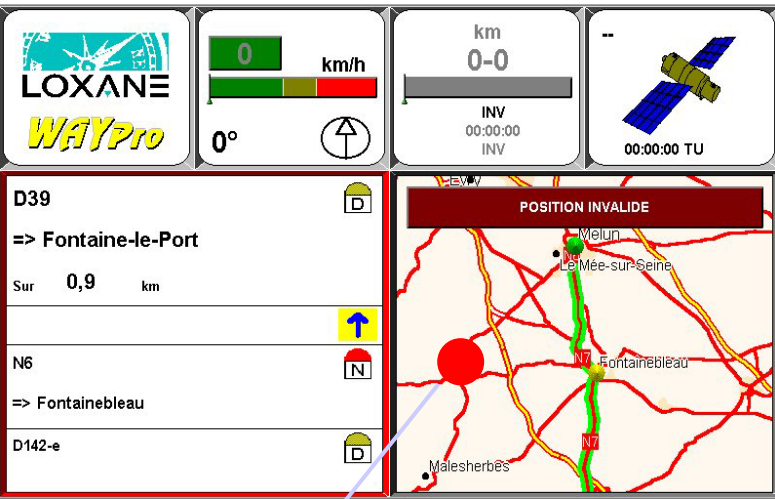 LOXANE
WAYPro
0
km/h
0°
km
0-0
INV
00:00:00
INV
--
00:00:00 TU
D39
D
=> Fontaine-le-Port
Sur 0,9 km
N6
N
=> Fontainebleau
D142-e
D
POSITION INVALIDE
Melun
Le Mée-sur-Seine
N7
Fontainebleau
N7
Malesherbes